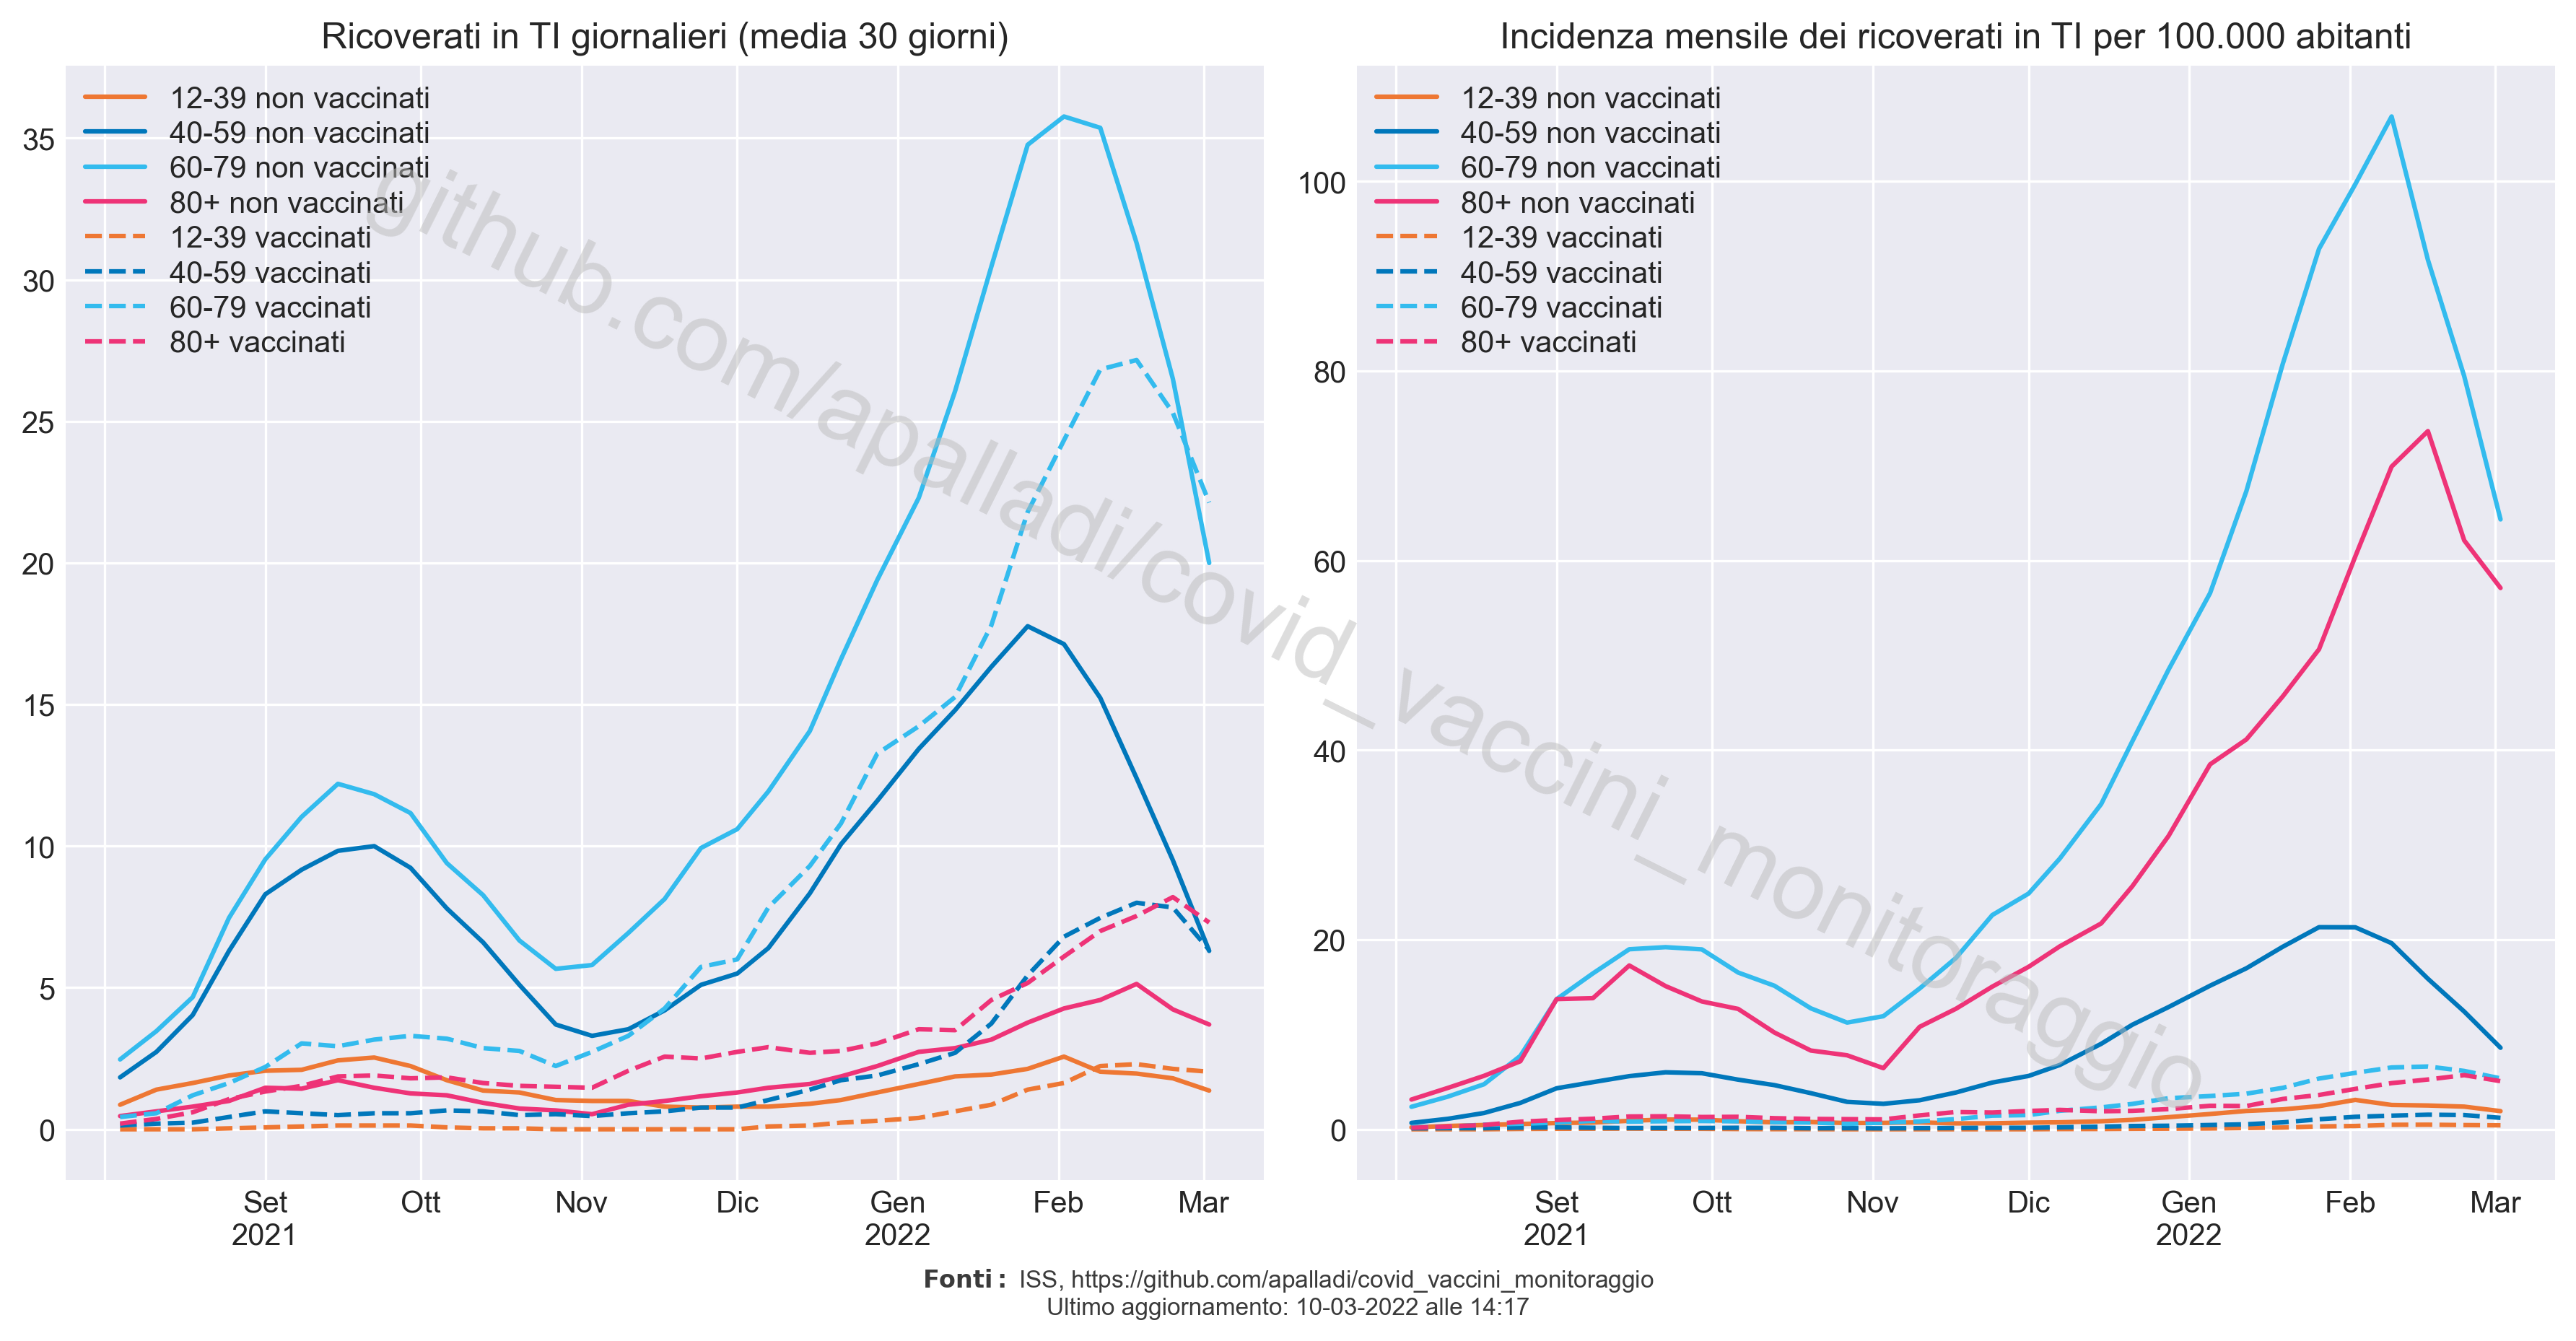 Ricoverati in TI giornalieri (media 30 giorni)
12-39 non vaccinati
40-59 non vaccinati
60-79 non vaccinati
80+ non vaccinati
12-39 vaccinati
40-59 vaccinati
60-79 vaccinati
80+ vaccinati
35
30
25
20
15
10
5
0
Set Ott Nov Dic Gen Feb Mar
2021 2022
Incidenza mensile dei ricoverati in TI per 100.000 abitanti
12-39 non vaccinati
40-59 non vaccinati
60-79 non vaccinati
80+ non vaccinati
12-39 vaccinati
40-59 vaccinati
60-79 vaccinati
80+ vaccinati
100
80
60
40
20
0
Set Ott Nov Dic Gen Feb Mar
2021 2022
github.com/apalladi/covid_vaccini_monitoraggio
Fonti: ISS, https://github.com/apalladi/covid_vaccini_monitoraggio
Ultimo aggiornamento: 10-03-2022 alle 14:17